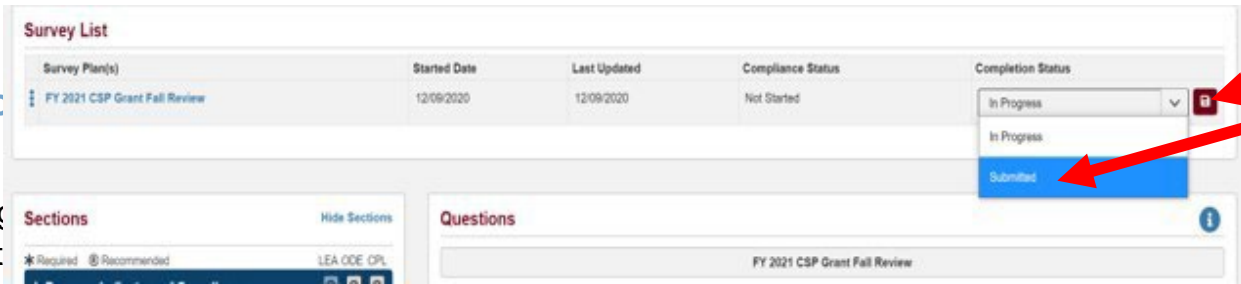 Survey List
Survey Plan(s) Started Date Last Updated Compliance Status Completion Status
FY 2021 CSP Grant Fall Review 12/09/2020 12/09/2020 Not Started In Progress
In Progress
Submitted
Sections Hide Sections Questions
* Required ® Recommended LEA ODE CPL FY 2021 CSP Grant Fall Review